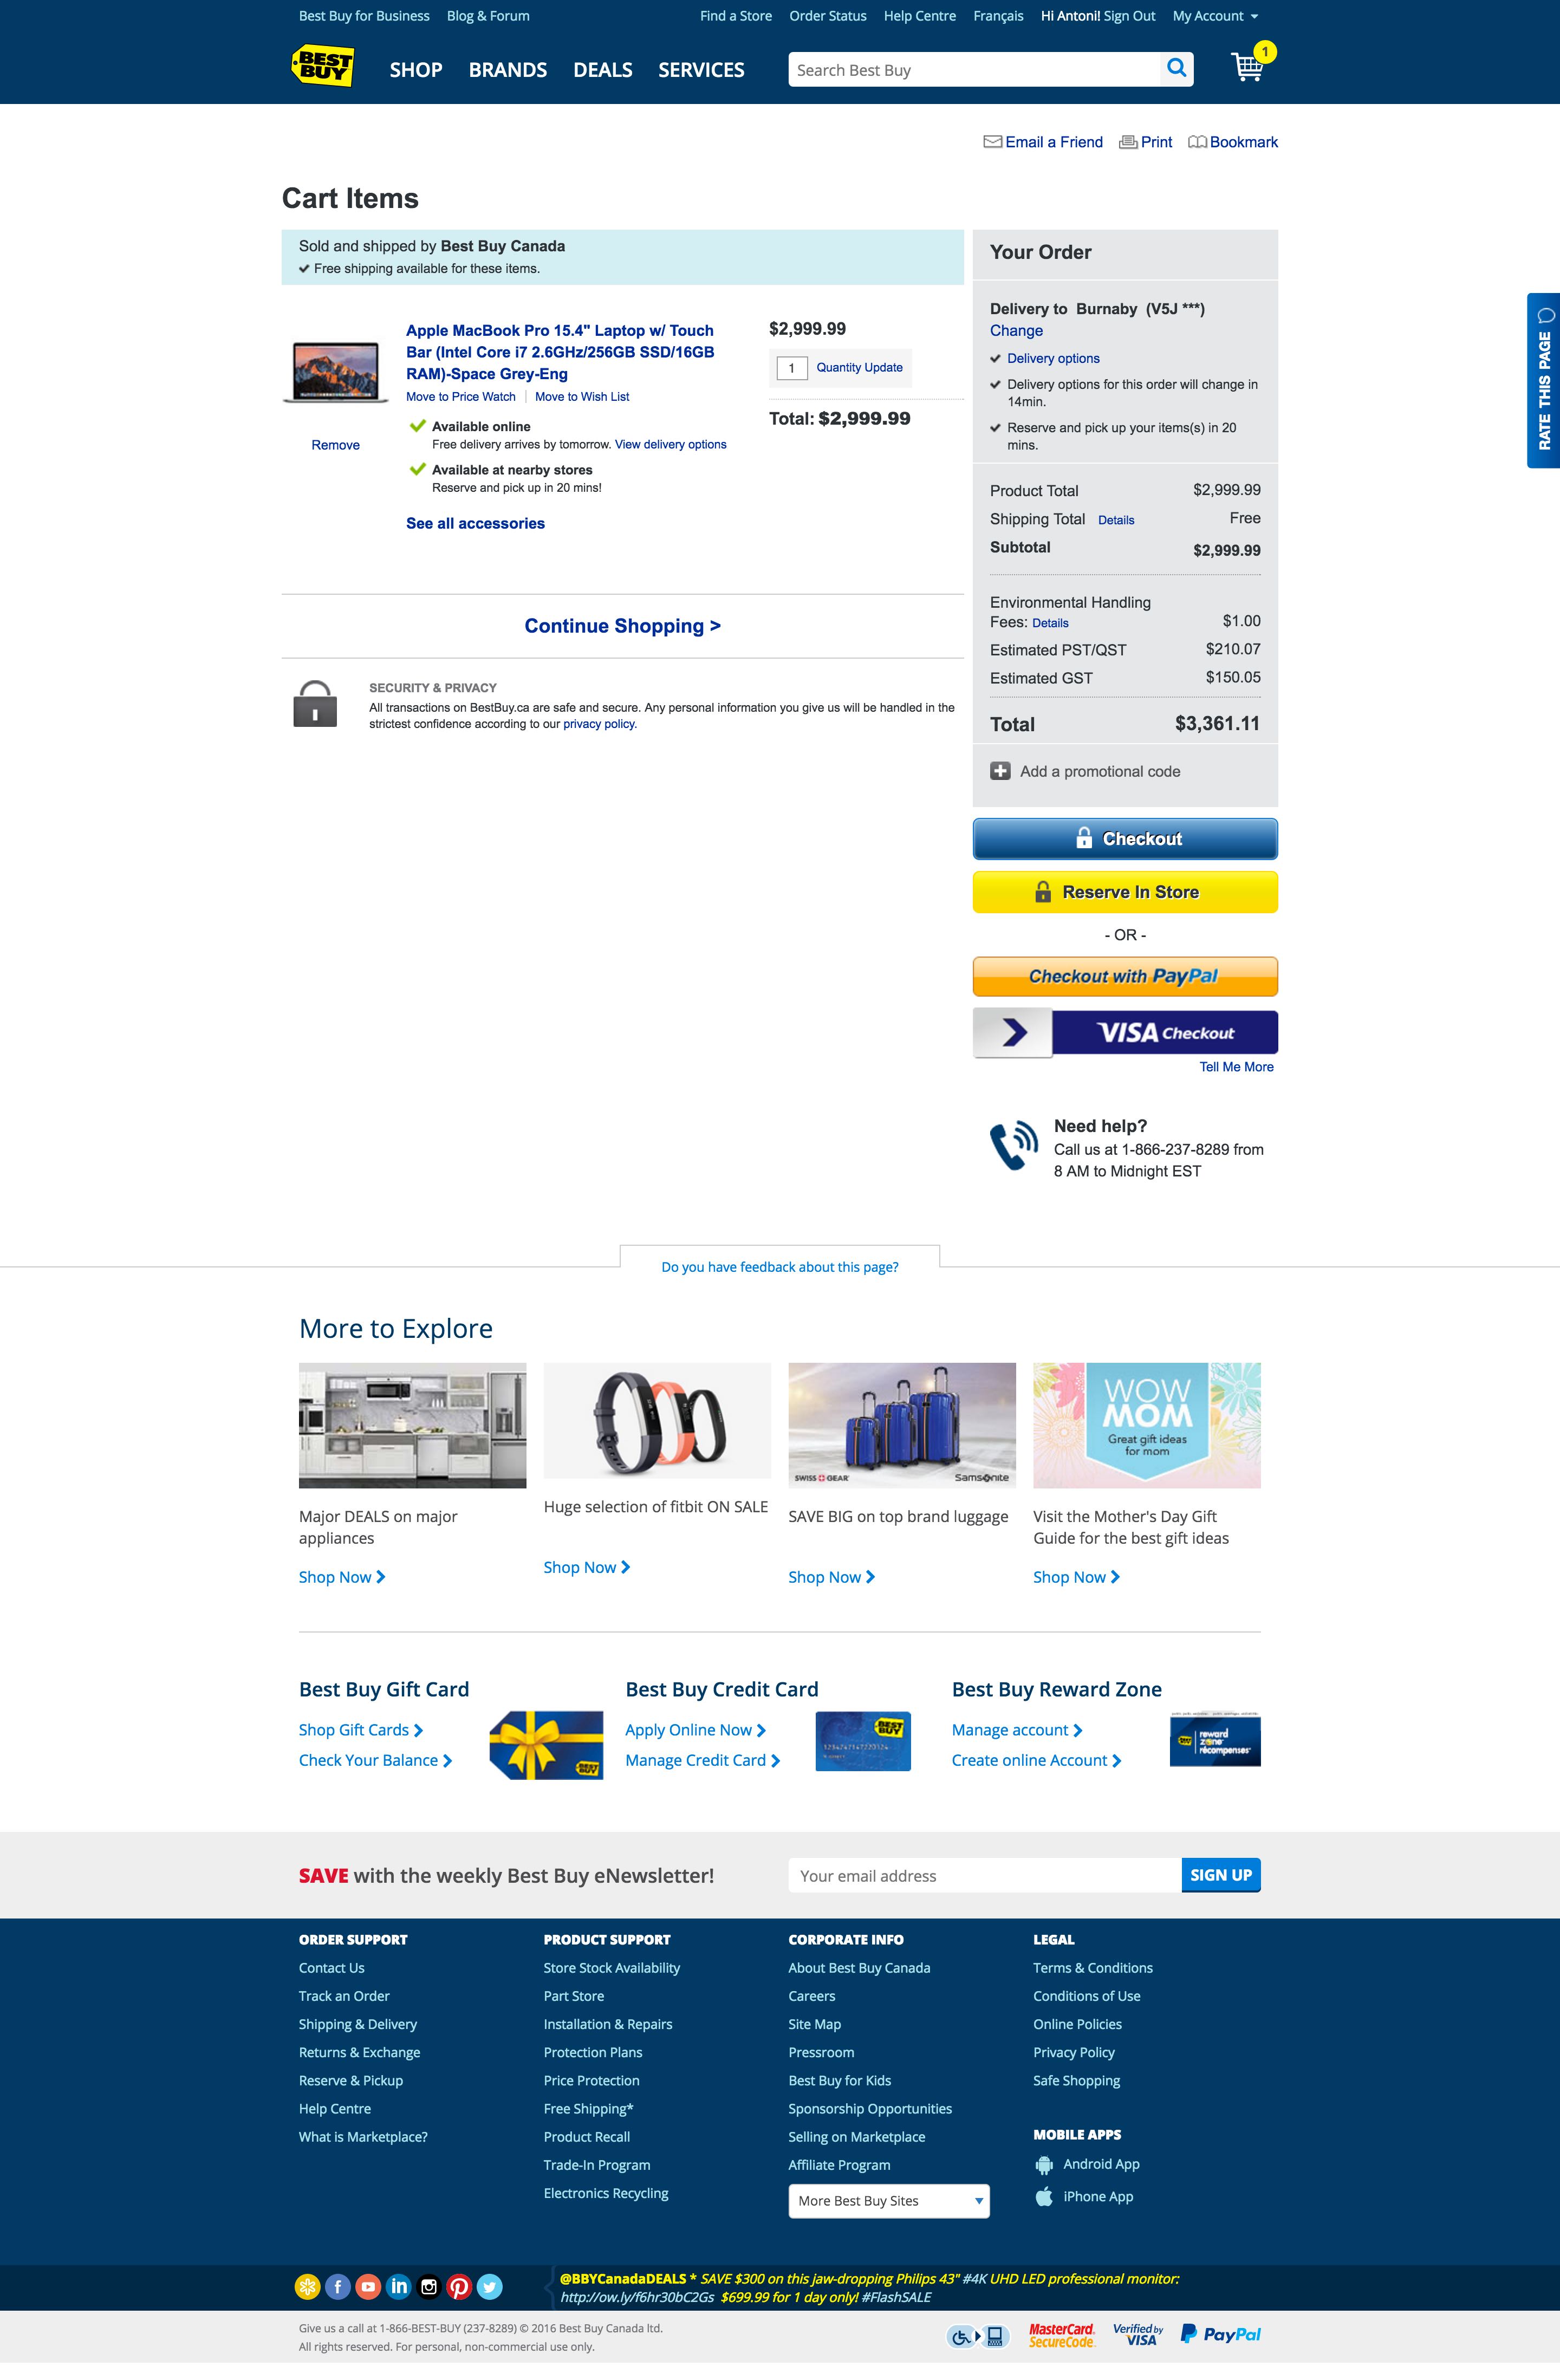 Best Buy for Business Blog & Forum Find a Store Order Status Help Centre Français Hi Antoni! Sign Out My Account
BEST BUY
SHOP BRANDS DEALS SERVICES Search Best Buy 1
Email a Friend Print Bookmark
Cart Items
Sold and shipped by Best Buy Canada
Free shipping available for these items.
Apple MacBook Pro 15.4" Laptop w/ Touch
Bar (Intel Core i7 2.6GHz/256GB SSD/16GB
RAM)-Space Grey-Eng
Move to Price Watch Move to Wish List
Remove
Available online
Free delivery arrives by tomorrow. View delivery options
Available at nearby stores
Reserve and pick up in 20 mins!
See all accessories
$2,999.99
1 Quantity Update
Total: $2,999.99
Continue Shopping >
SECURITY & PRIVACY
All transactions on BestBuy.ca are safe and secure. Any personal information you give us will be handled in the
strictest confidence according to our privacy policy.
Your Order
Delivery to Burnaby (V5J ***)
Change
Delivery options
Delivery options for this order will change in
14min.
Reserve and pick up your items(s) in 20
mins.
Product Total $2,999.99
Shipping Total Details Free
Subtotal $2,999.99
Environmental Handling
Fees: Details $1.00
Estimated PST/QST $210.07
Estimated GST $150.05
Total $3,361.11
Add a promotional code
Checkout
Reserve In Store
- OR -
Checkout with PayPal
VISA Checkout
Tell Me More
Need help?
Call us at 1-866-237-8289 from
8 AM to Midnight EST
RATE THIS PAGE
Do you have feedback about this page?
More to Explore
SWISS GEAR Samsonite
WOW
MOM
Great gift ideas
for mom
Major DEALS on major
appliances
Shop Now
Huge selection of fitbit ON SALE
Shop Now
SAVE BIG on top brand luggage
Shop Now
Visit the Mother's Day Gift
Guide for the best gift ideas
Shop Now
Best Buy Gift Card
Shop Gift Cards
Check Your Balance
BEST BUY
Best Buy Credit Card
Apply Online Now
Manage Credit Card
BEST BUY
Best Buy Reward Zone
Manage account
Create online Account
reward
zone
récompenses
SAVE with the weekly Best Buy eNewsletter! Your email address SIGN UP
ORDER SUPPORT
Contact Us
Track an Order
Shipping & Delivery
Returns & Exchange
Reserve & Pickup
Help Centre
What is Marketplace?
PRODUCT SUPPORT
Store Stock Availability
Part Store
Installation & Repairs
Protection Plans
Price Protection
Free Shipping*
Product Recall
Trade-In Program
Electronics Recycling
CORPORATE INFO
About Best Buy Canada
Careers
Site Map
Pressroom
Best Buy for Kids
Sponsorship Opportunities
Selling on Marketplace
Affiliate Program
More Best Buy Sites
LEGAL
Terms & Conditions
Conditions of Use
Online Policies
Privacy Policy
Safe Shopping
MOBILE APPS
Android App
iPhone App
@BBYCanadaDEALS * SAVE $300 on this jaw-dropping Philips 43" #4K UHD LED professional monitor:
http://ow.ly/f6hr30bC2Gs $699.99 for 1 day only! #FlashSALE
Give us a call at 1-866-BEST-BUY (237-8289) © 2016 Best Buy Canada ltd.
All rights reserved. For personal, non-commercial use only.
MasterCard. SecureCode. Verified by VISA PayPal